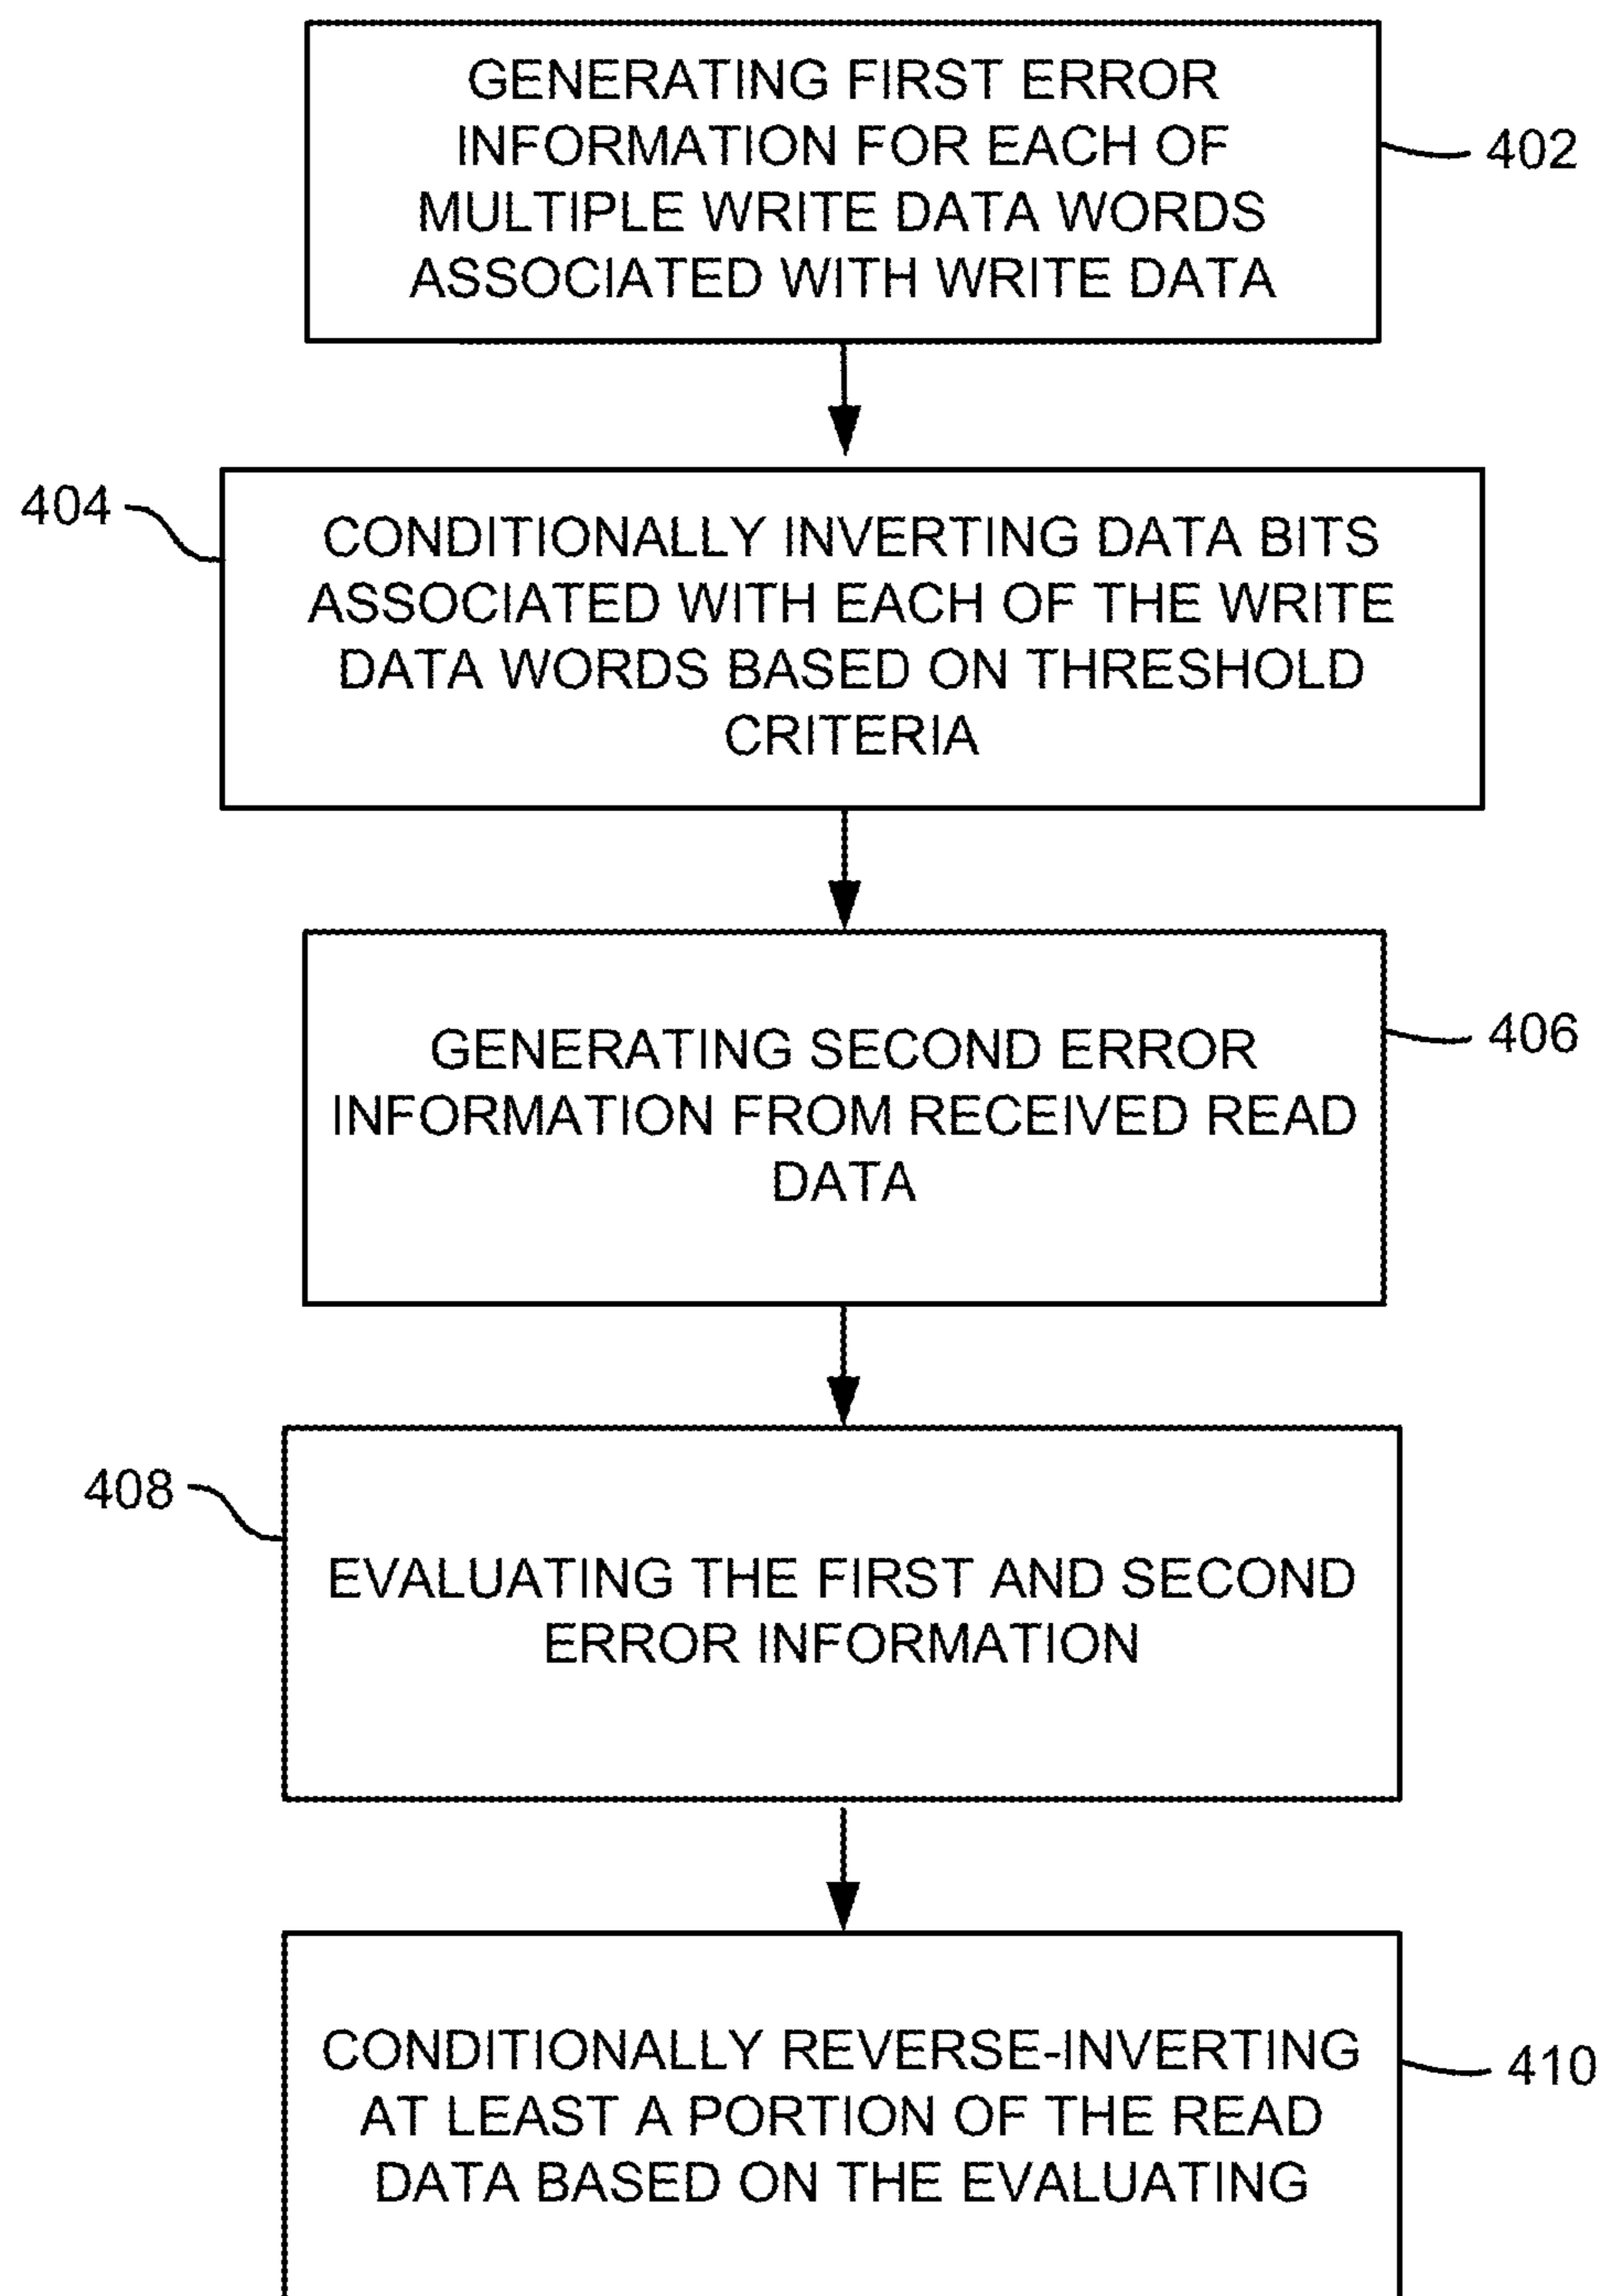 GENERATING FIRST ERROR
INFORMATION FOR EACH OF
MULTIPLE WRITE DATA WORDS
ASSOCIATED WITH WRITE DATA
402
404
CONDITIONALLY INVERTING DATA BITS
ASSOCIATED WITH EACH OF THE WRITE
DATA WORDS BASED ON THRESHOLD
CRITERIA
GENERATING SECOND ERROR
INFORMATION FROM RECEIVED READ
DATA
406
408
EVALUATING THE FIRST AND SECOND
ERROR INFORMATION
CONDITIONALLY REVERSE-INVERTING
AT LEAST A PORTION OF THE READ
DATA BASED ON THE EVALUATING
410